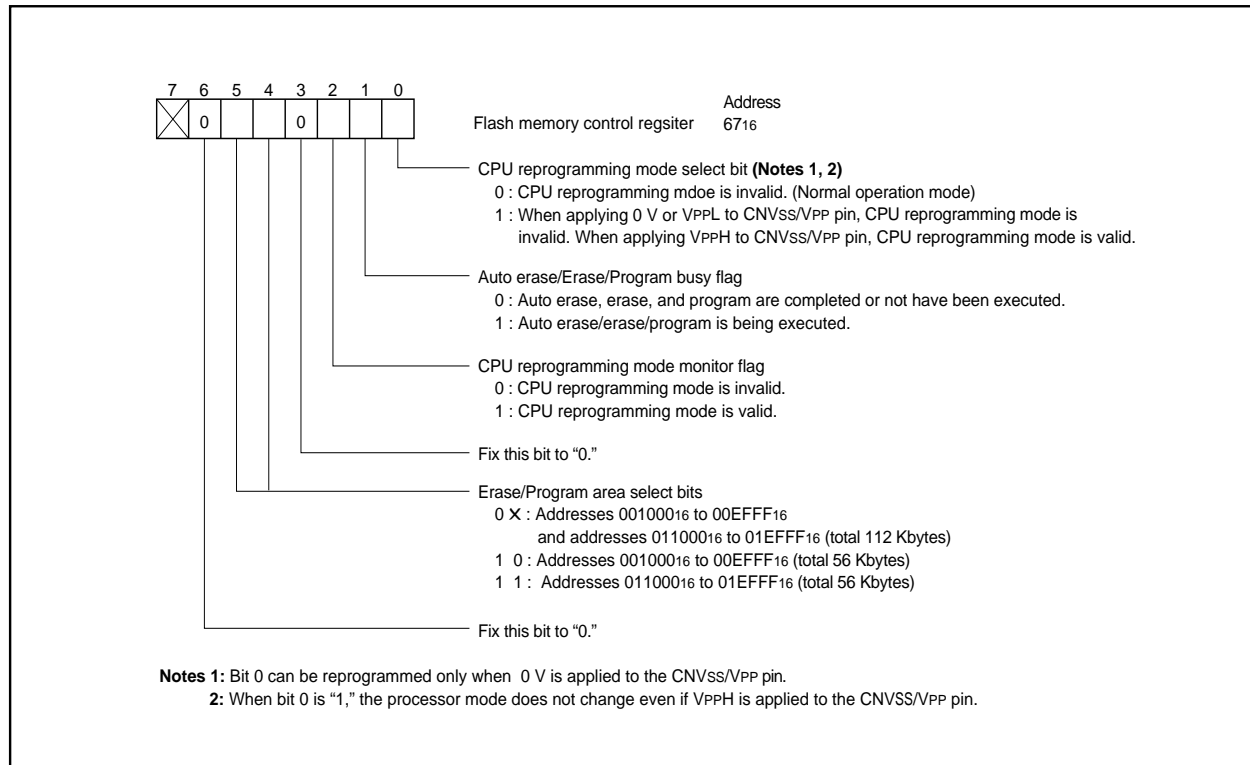 7 6 5 4 3 2 1 0
0 0
Address
Flash memory control regsiter 6716
CPU reprogramming mode select bit (Notes 1, 2)
0 : CPU reprogramming mdoe is invalid. (Normal operation mode)
1 : When applying 0 V or VPPL to CNVSS/VPP pin, CPU reprogramming mode is
invalid. When applying VPPH to CNVSS/VPP pin, CPU reprogramming mode is valid.
Auto erase/Erase/Program busy flag
0 : Auto erase, erase, and program are completed or not have been executed.
1 : Auto erase/erase/program is being executed.
CPU reprogramming mode monitor flag
0 : CPU reprogramming mode is invalid.
1 : CPU reprogramming mode is valid.
Fix this bit to “0.”
Erase/Program area select bits
0 X : Addresses 00100016 to 00EFFF16
and addresses 01100016 to 01EFFF16 (total 112 Kbytes)
1 0 : Addresses 00100016 to 00EFFF16 (total 56 Kbytes)
1 1 : Addresses 01100016 to 01EFFF16 (total 56 Kbytes)
Fix this bit to “0.”
Notes 1: Bit 0 can be reprogrammed only when 0 V is applied to the CNVSS/VPP pin.
2: When bit 0 is “1,” the processor mode does not change even if VPPH is applied to the CNVSS/VPP pin.